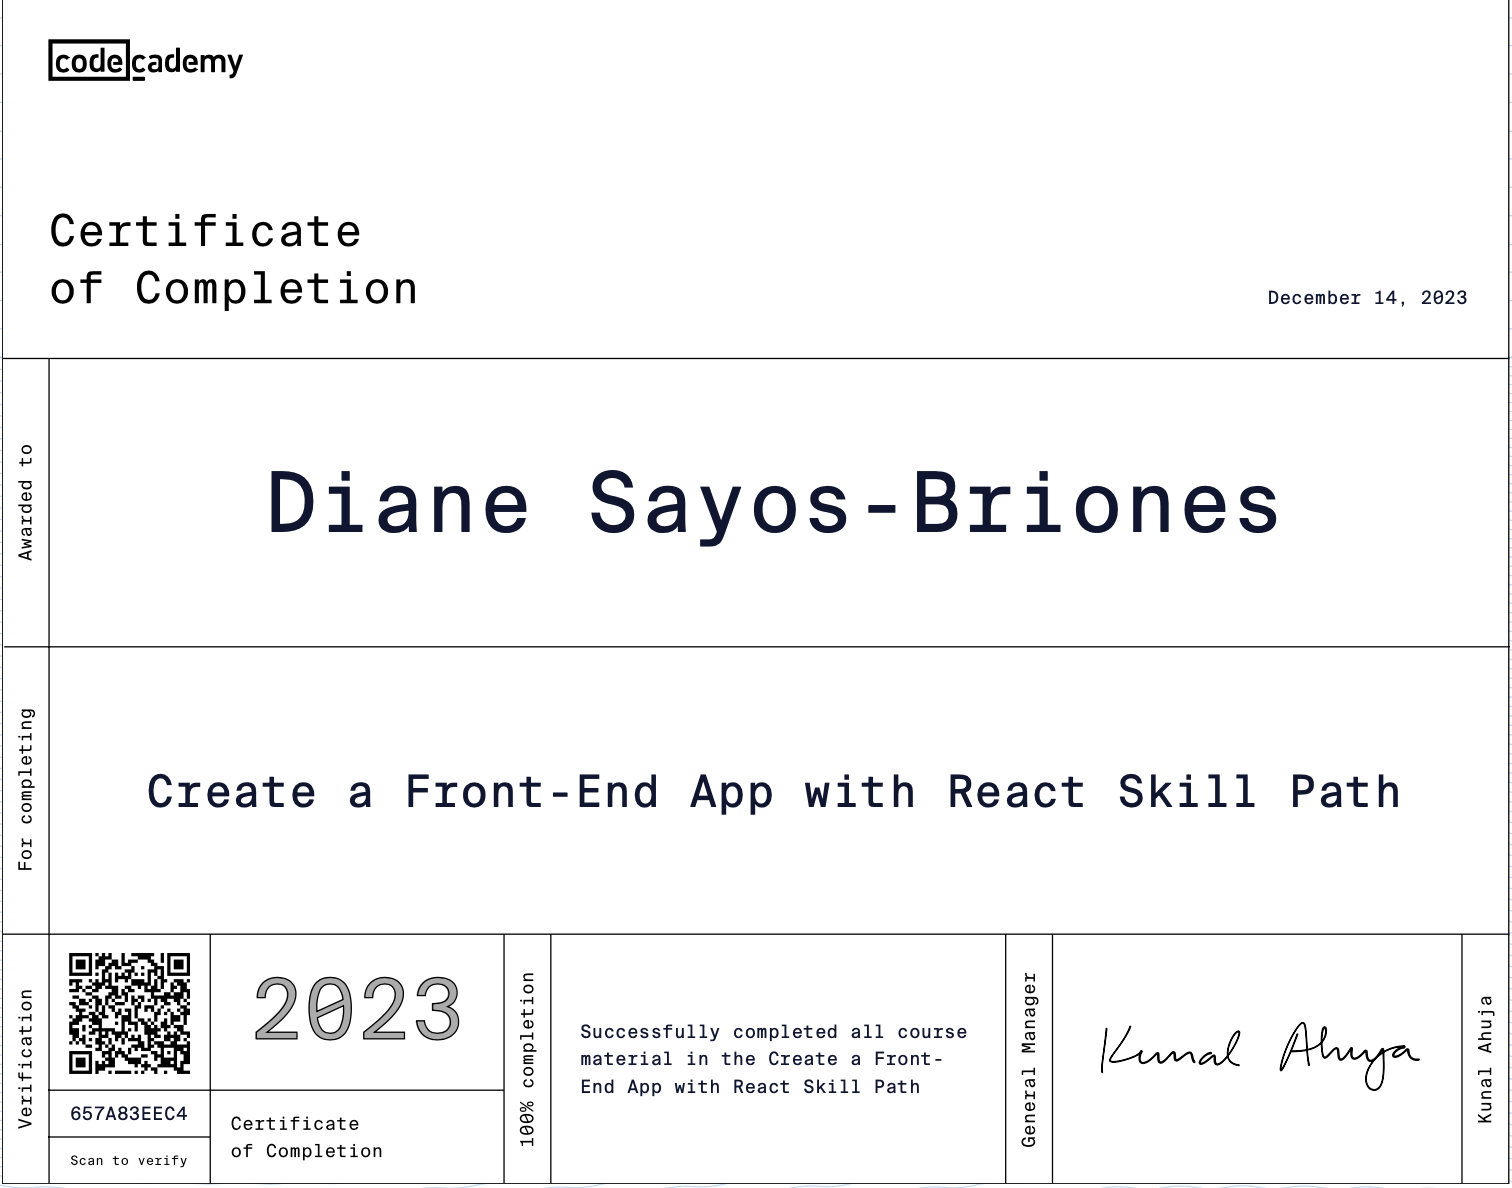 codecademy
Certificate
of Completion
December 14, 2023
Awarded to
Diane Sayos-Briones
For completing
Create a Front-End App with React Skill Path
Verification
657A83EEC4
Scan to verify
2023
Certificate
of Completion
100% completion
Successfully completed all course
material in the Create a Front-
End App with React Skill Path
General Manager
Kunal Ahuja
Kunal Ahuja